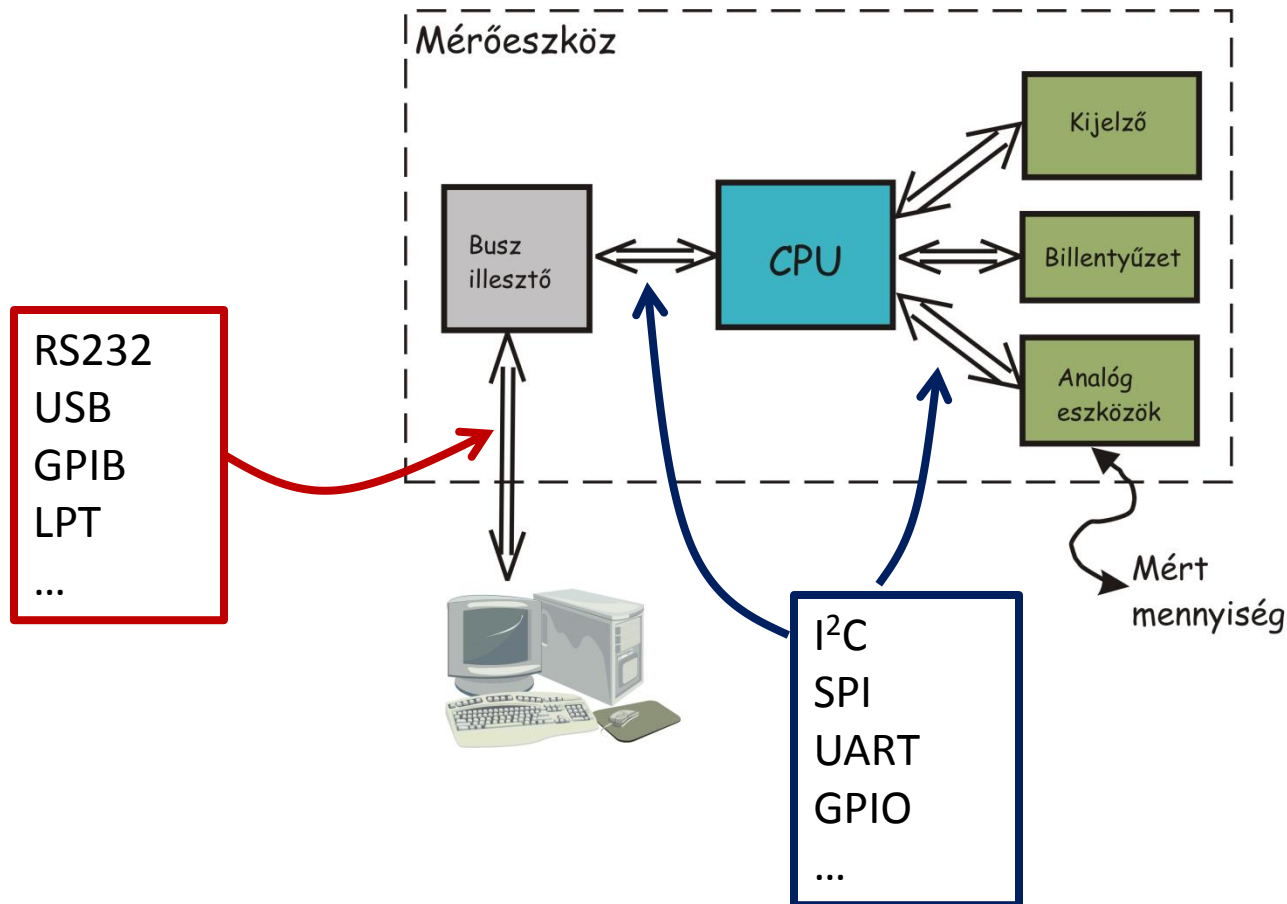 Mérőeszköz
Kijelző
Busz
illesztő
CPU
Billentyűzet
Analóg
eszközök
RS232
USB
GPIB
LPT
...
Mért
mennyiség
I²C
SPI
UART
GPIO
...